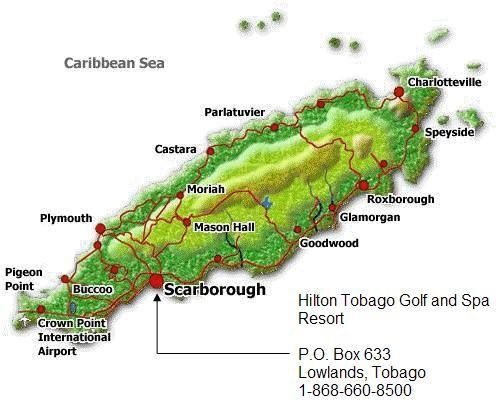 Caribbean Sea
Charlotteville
Parlatuvier
Speyside
Castara
Moriah
Roxborough
Plymouth
Mason Hall
Glamorgan
Goodwood
Pigeon
Point
Buccoo
Scarborough
Crown Point
International
Airport
Hilton Tobago Golf and Spa
Resort
P.O. Box 633
Lowlands, Tobago
1-868-660-8500